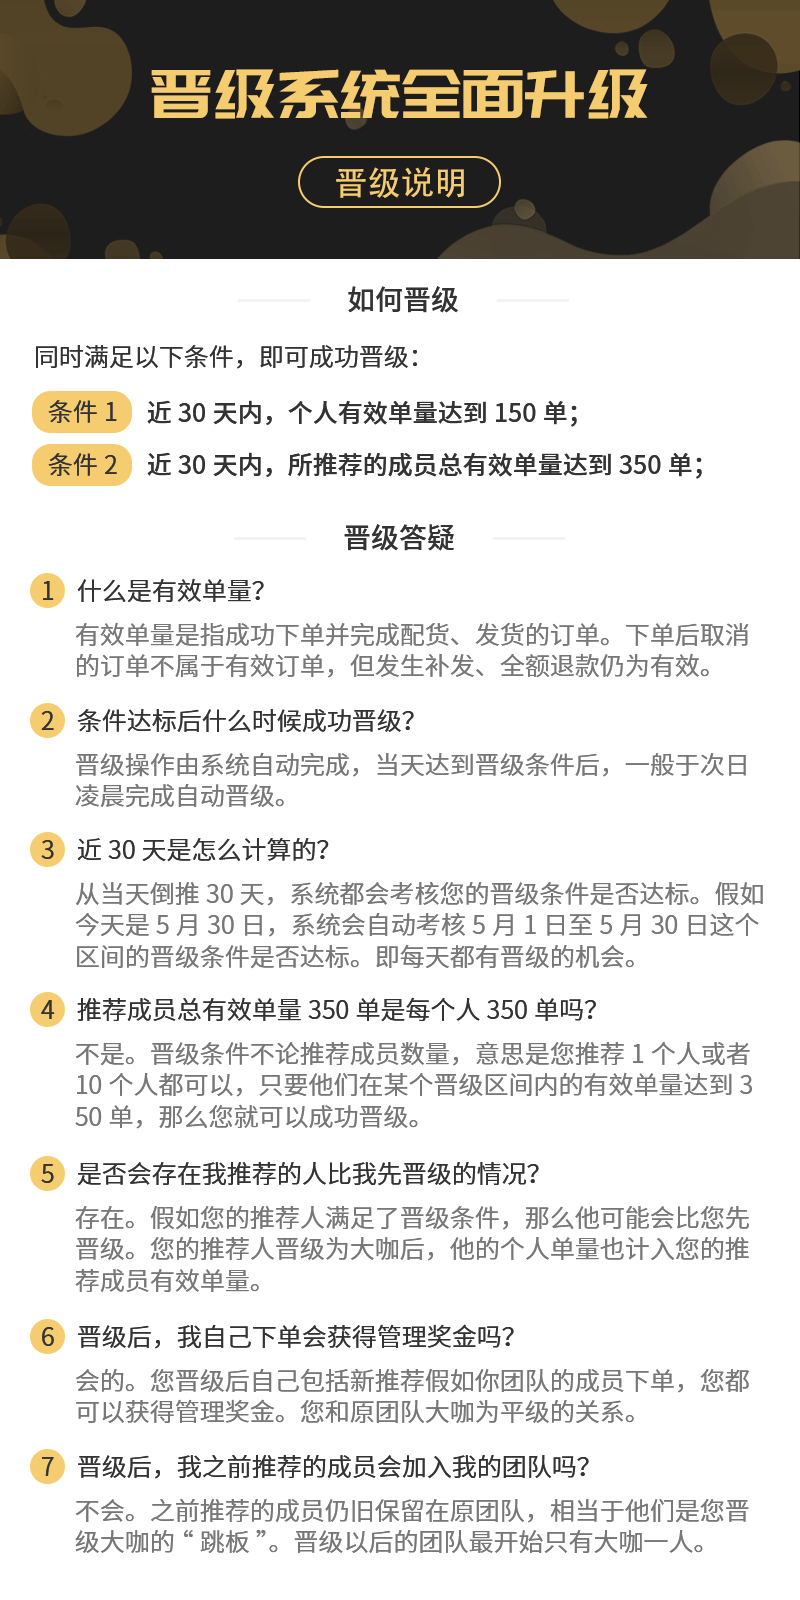 晋级系统全面升级
晋级说明
如何晋级
同时满足以下条件，即可成功晋级：
条件 1 近 30 天内，个人有效单量达到 150 单；
条件 2 近 30 天内，所推荐的成员总有效单量达到 350 单；
晋级答疑
1 什么是有效单量？
有效单量是指成功下单并完成配货、发货的订单。下单后取消
的订单不属于有效订单，但发生补发、全额退款仍为有效。
2 条件达标后什么时候成功晋级？
晋级操作由系统自动完成，当天达到晋级条件后，一般于次日
凌晨完成自动晋级。
3 近 30 天是怎么计算的？
从当天倒推 30 天，系统都会考核您的晋级条件是否达标。假如
今天是 5 月 30 日，系统会自动考核 5 月 1 日至 5 月 30 日这个
区间的晋级条件是否达标。即每天都有晋级的机会。
4 推荐成员总有效单量 350 单是每个人 350 单吗？
不是。晋级条件不论推荐成员数量，意思是您推荐 1 个人或者
10 个人都可以，只要他们在某个晋级区间内的有效单量达到 3
50 单，那么您就可以成功晋级。
5 是否会存在我推荐的人比我先晋级的情况？
存在。假如您的推荐人满足了晋级条件，那么他可能会比您先
晋级。您的推荐人晋级为大咖后，他的个人单量也计入您的推
荐成员有效单量。
6 晋级后，我自己下单会获得管理奖金吗？
会的。您晋级后自己包括新推荐假如你团队的成员下单，您都
可以获得管理奖金。您和原团队大咖为平级的关系。
7 晋级后，我之前推荐的成员会加入我的团队吗？
不会。之前推荐的成员仍旧保留在原团队，相当于他们是您晋
级大咖的 “ 跳板 ”。晋级以后的团队最开始只有大咖一人。